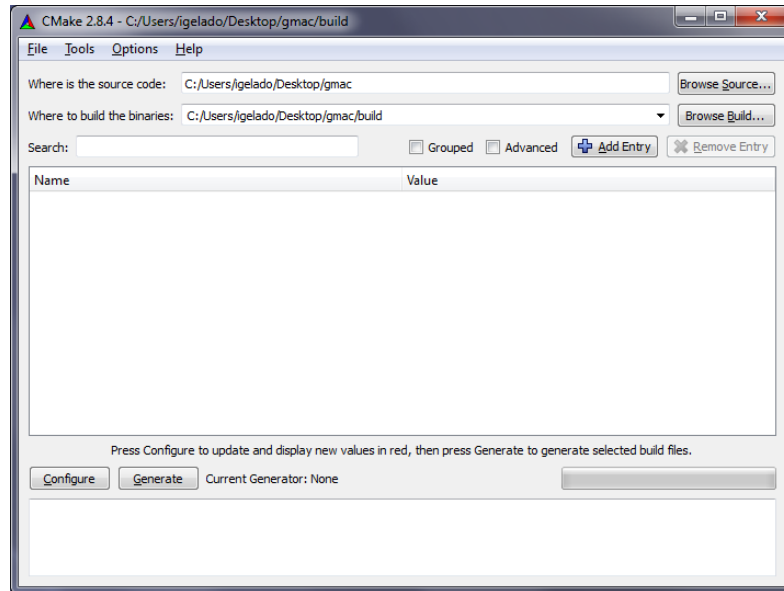 CMake 2.8.4 - C:/Users/igelado/Desktop/gmac/build
File Tools Options Help
Where is the source code: C:/Users/igelado/Desktop/gmac Browse Source...
Where to build the binaries: C:/Users/igelado/Desktop/gmac/build Browse Build...
Search: Grouped Advanced Add Entry Remove Entry
Name Value
Press Configure to update and display new values in red, then press Generate to generate selected build files.
Configure Generate Current Generator: None